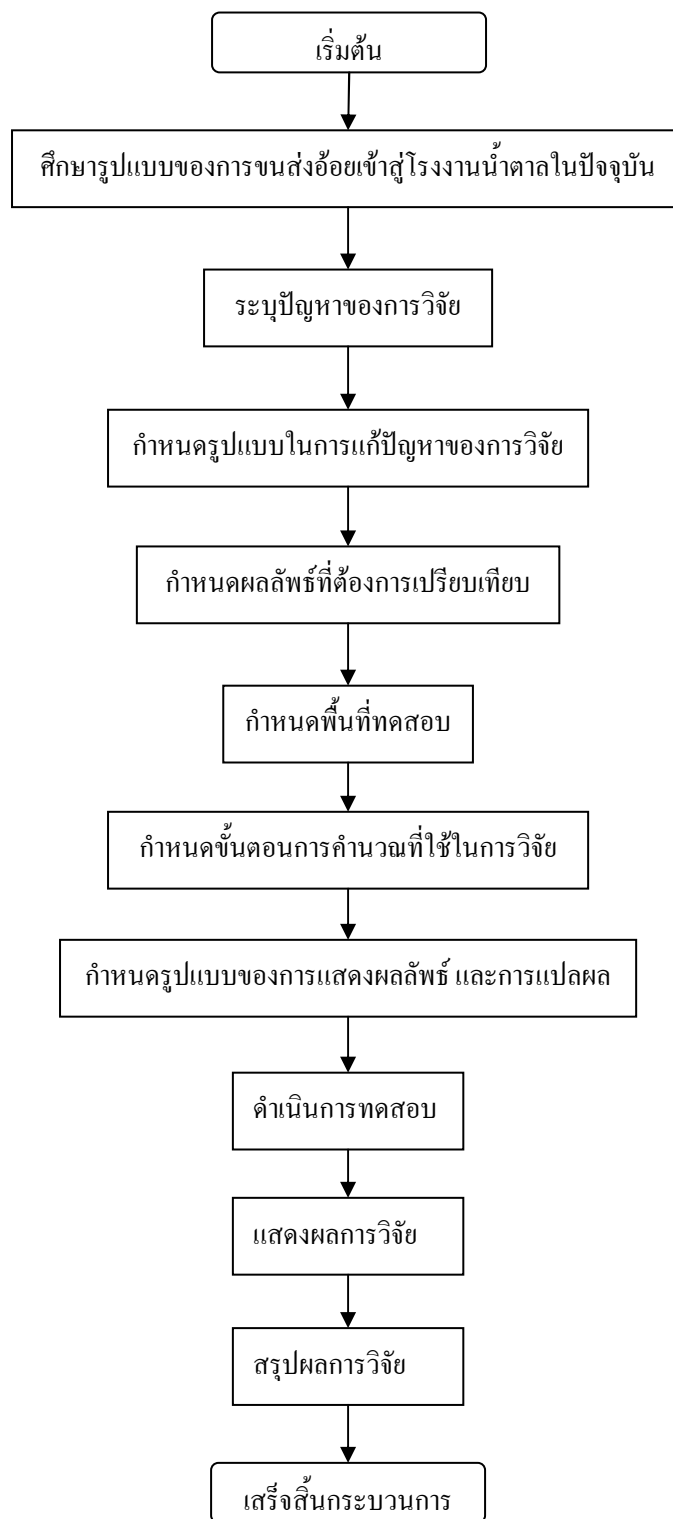 เริ่มต้น
ศึกษารูปแบบของการขนส่งอ้อยเข้าสู่โรงงานน้ำตาลในปัจจุบัน
ระบุปัญหาของการวิจัย
กำหนดรูปแบบในการแก้ปัญหาของการวิจัย
กำหนดผลลัพธ์ที่ต้องการเปรียบเทียบ
กำหนดพื้นที่ทดสอบ
กำหนดขั้นตอนการคำนวณที่ใช้ในการวิจัย
กำหนดรูปแบบของการแสดงผลลัพธ์ และการแปลผล
ดำเนินการทดสอบ
แสดงผลการวิจัย
สรุปผลการวิจัย
เสร็จสิ้นกระบวนการ